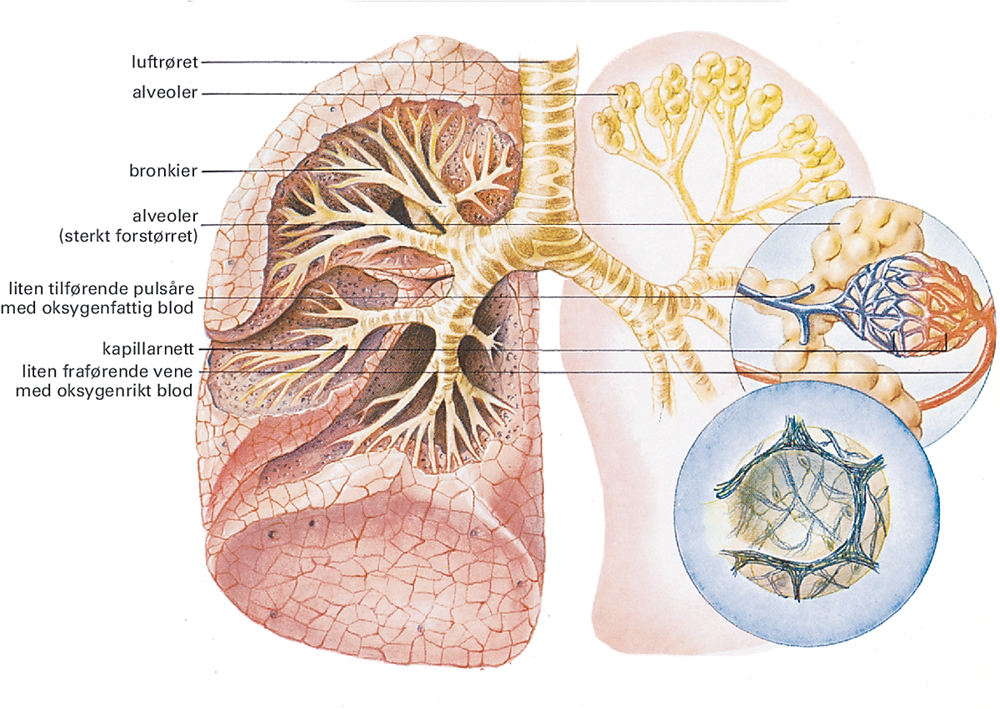 luftrøret
alveoler
bronkier
alveoler
(sterkt forstørret)
liten tilførende pulsåre
med oksygenfattig blod
kapillarnett
liten fraførende vene
med oksygenrikt blod